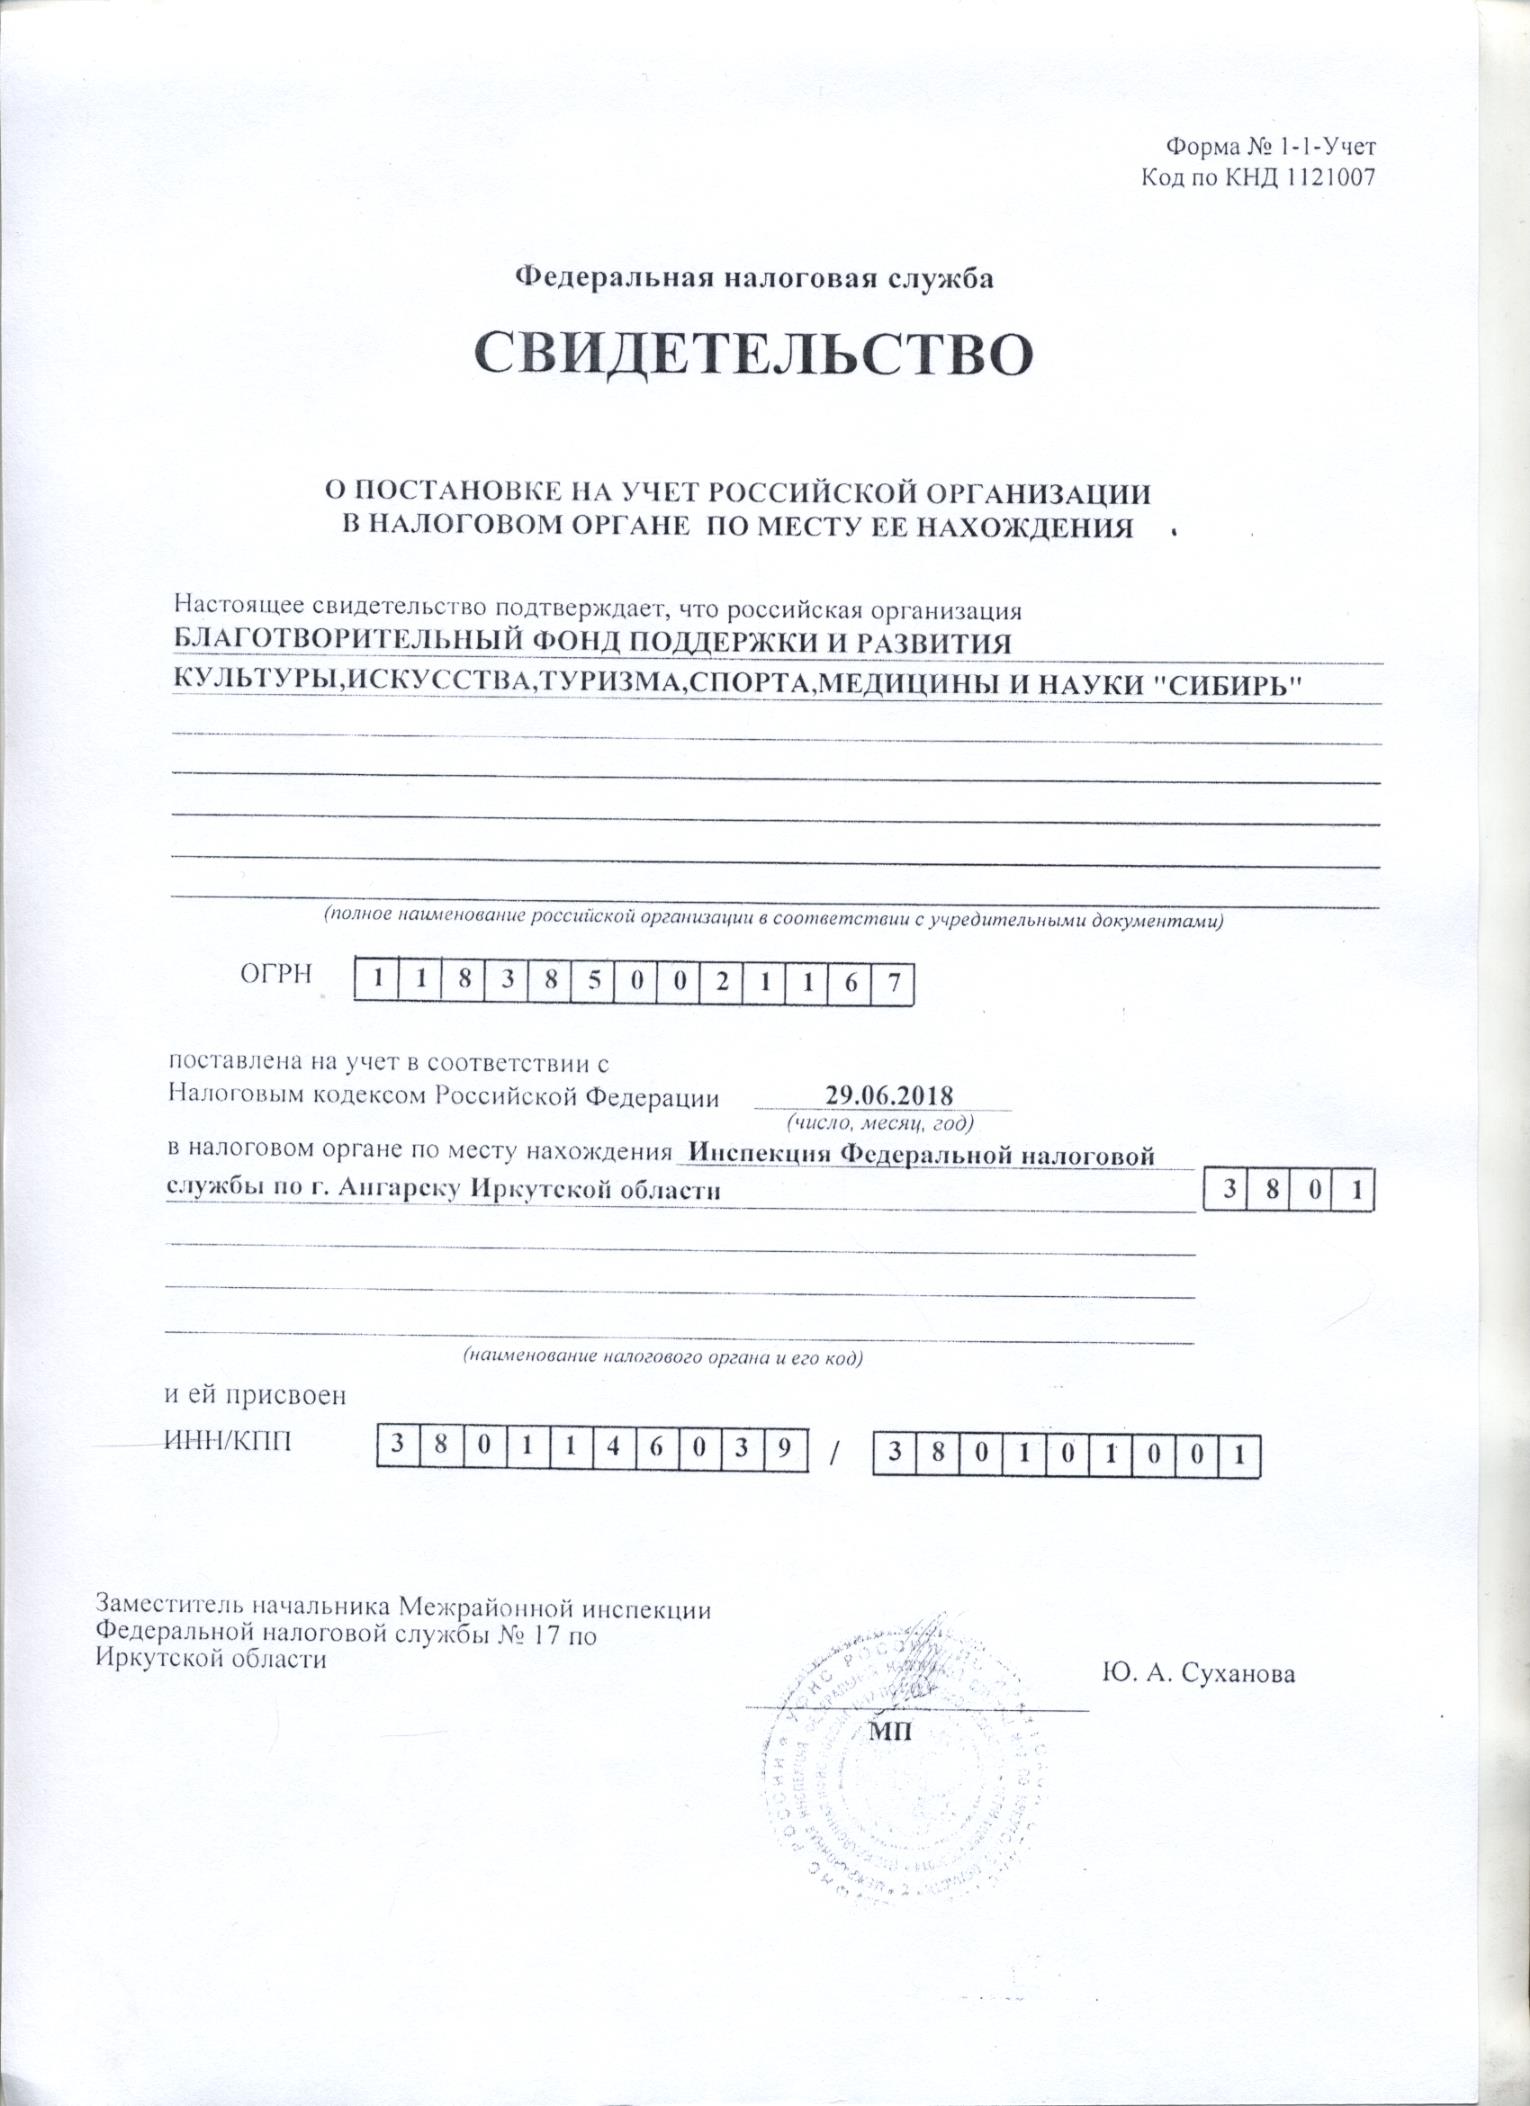 Форма № 1-1-Учет
Код по КНД 1121007
Федеральная налоговая служба
СВИДЕТЕЛЬСТВО
О ПОСТАНОВКЕ НА УЧЕТ РОССИЙСКОЙ ОРГАНИЗАЦИИ
В НАЛОГОВОМ ОРГАНЕ ПО МЕСТУ ЕЕ НАХОЖДЕНИЯ
Настоящее свидетельство подтверждает, что российская организация
БЛАГОТВОРИТЕЛЬНЫЙ ФОНД ПОДДЕРЖКИ И РАЗВИТИЯ
КУЛЬТУРЫ,ИСКУССТВА,ТУРИЗМА,СПОРТА,МЕДИЦИНЫ И НАУКИ "СИБИРЬ"
(полное наименование российской организации в соответствии с учредительными документами)
ОГРН 1 1 8 3 8 5 0 0 2 1 1 6 7
поставлена на учет в соответствии с
Налоговым кодексом Российской Федерации 29.06.2018
(число, месяц, год)
в налоговом органе по месту нахождения Инспекция Федеральной налоговой
службы по г. Ангарску Иркутской области 3 8 0 1
(наименование налогового органа и его код)
и ей присвоен
ИНН/КПП 3 8 0 1 1 4 6 0 3 9 / 3 8 0 1 0 1 0 0 1
Заместитель начальника Межрайонной инспекции
Федеральной налоговой службы № 17 по
Иркутской области
Ю. А. Суханова
МП